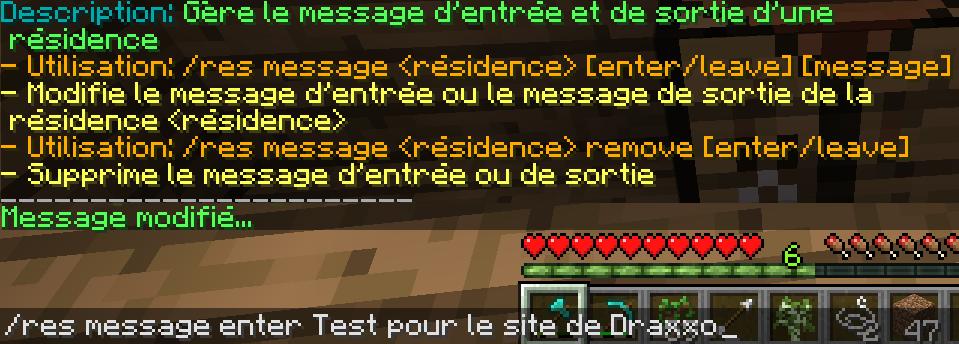 Description: Gère le message d'entrée et de sortie d'une
résidence
- Utilisation: /res message <résidence> [enter/leave] [message]
- Modifie le message d'entrée ou le message de sortie de la
résidence <résidence>
- Utilisation: /res message <résidence> remove [enter/leave]
- Supprime le message d'entrée ou de sortie
Message modifié...
6
/res message enter Test pour le site de Draxxo_
47